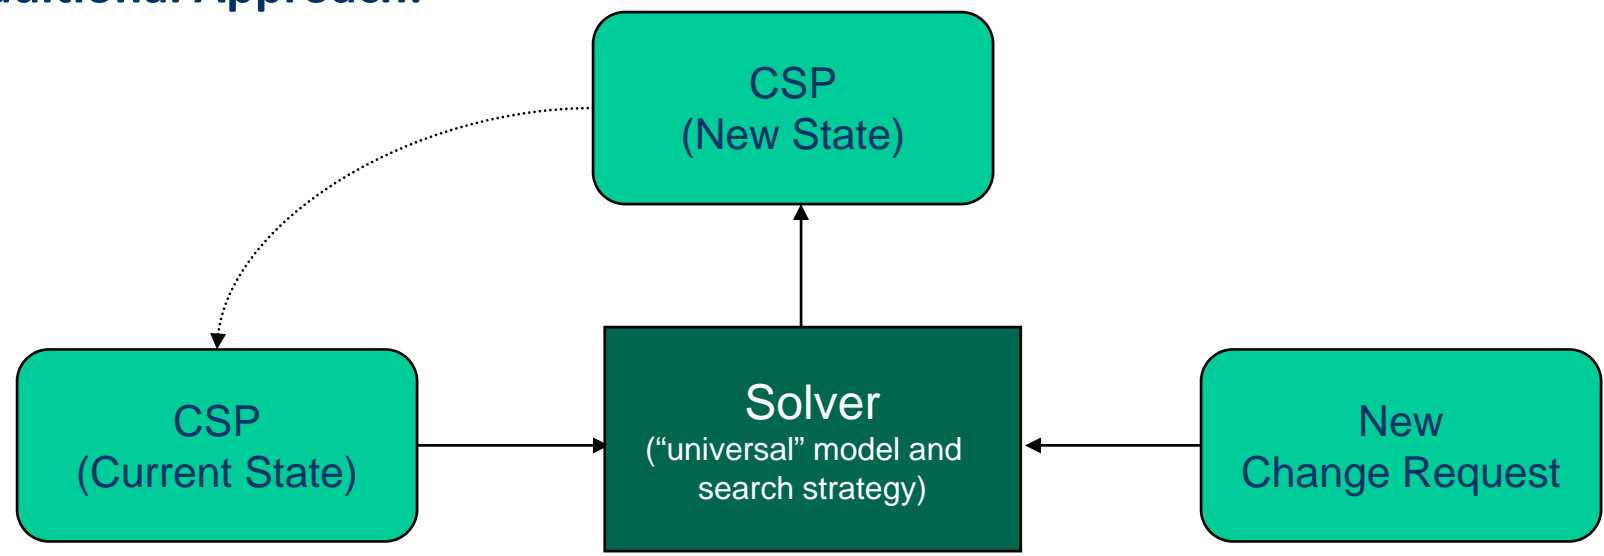 CSP
(New State)
CSP
(Current State)
Solver
(“universal” model and
search strategy)
New
Change Request